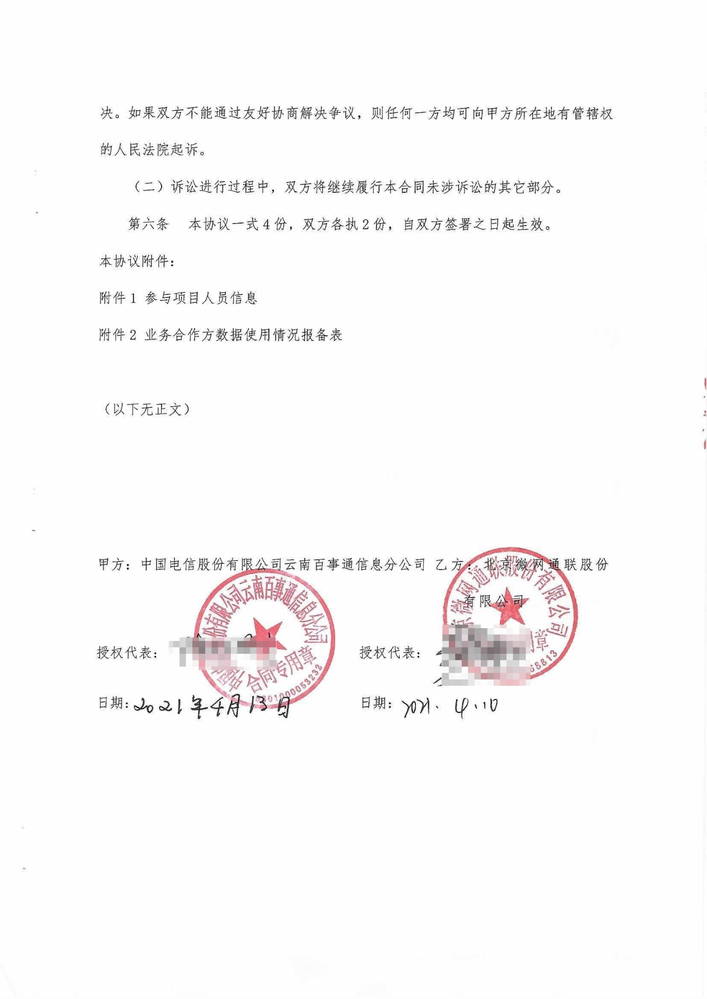 决。如果双方不能通过友好协商解决争议，则任何一方均可向甲方所在地有管辖权
的人民法院起诉。
（二）诉讼进行过程中，双方将继续履行本合同未涉诉讼的其它部分。
第六条 本协议一式4份，双方各执2份，自双方签署之日起生效。
本协议附件：
附件1 参与项目人员信息
附件2 业务合作方数据使用情况报备表
（以下无正文）
甲方：中国电信股份有限公司云南百事通信息分公司 乙方：北京微网通联股份
有限公司
份有限公司云南百事通信息分公司
合同专用章
5301000053232
京微网通联股份有限公司
用章
68813
授权代表： 授权代表：
日期：2021年4月13日 日期：2021.4.10